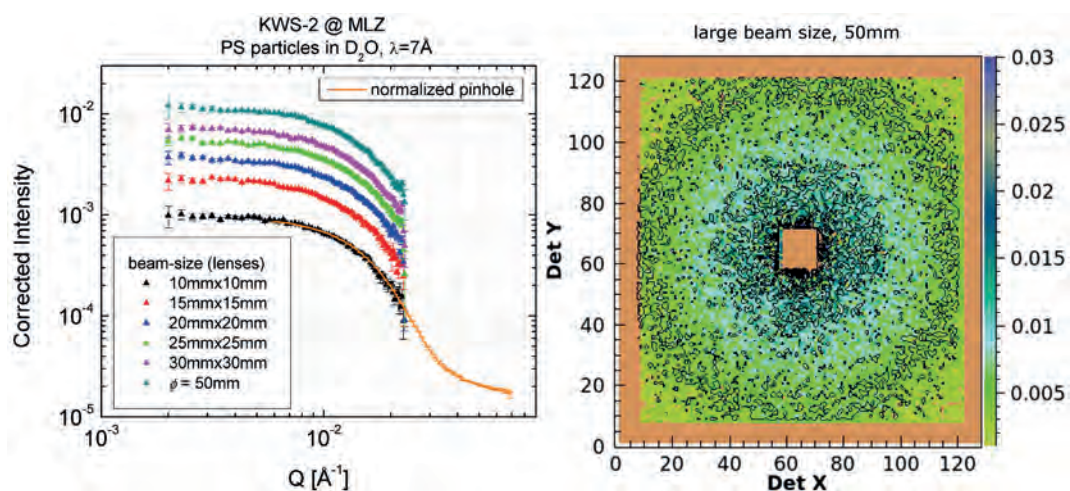 KWS-2 @ MLZ
PS particles in D₂O, λ=7Å
normalized pinhole
10⁻²
10⁻³
10⁻⁴
10⁻⁵
Corrected Intensity
beam-size (lenses)
10mmx10mm
15mmx15mm
20mmx20mm
25mmx25mm
30mmx30mm
ϕ = 50mm
10⁻³
10⁻²
10⁻¹
Q [Å⁻¹]
large beam size, 50mm
120
100
80
60
40
20
0
Det Y
0 20 40 60 80 100 120
Det X
0.03
0.025
0.02
0.015
0.01
0.005